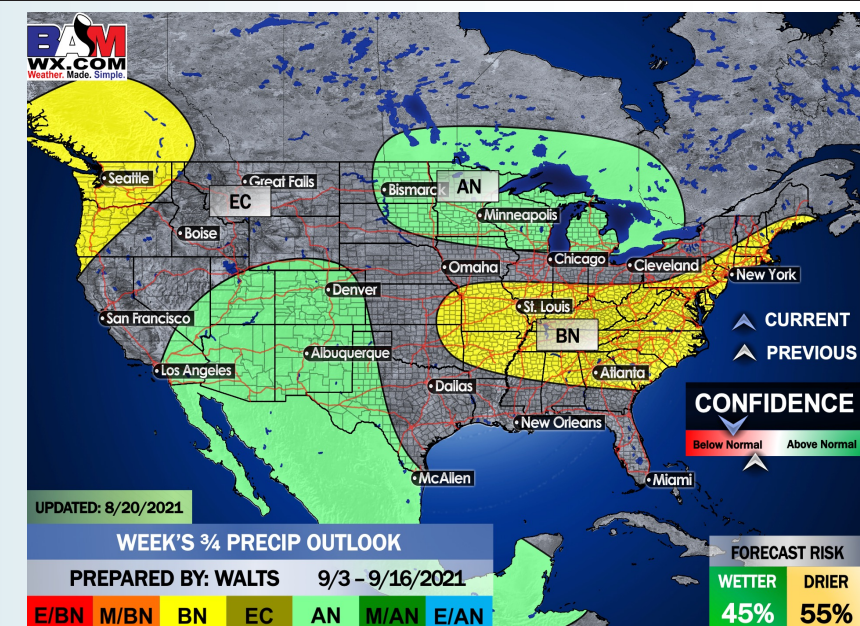 BAM
WX.COM
Weather. Made. Simple.
Seattle
Great Falls
EC
Bismarck
AN
Minneapolis
Boise
Omaha
Chicago
Cleveland
New York
Denver
St. Louis
San Francisco
BN
CURRENT
PREVIOUS
Albuquerque
Los Angeles
Atlanta
Dallas
CONFIDENCE
Below Normal Above Normal
New Orleans
McAllen
Miami
UPDATED: 8/20/2021
WEEK'S ¾ PRECIP OUTLOOK
PREPARED BY: WALTS 9/3 – 9/16/2021
E/BN M/BN BN EC AN M/AN E/AN
FORECAST RISK
WETTER DRIER
45% 55%